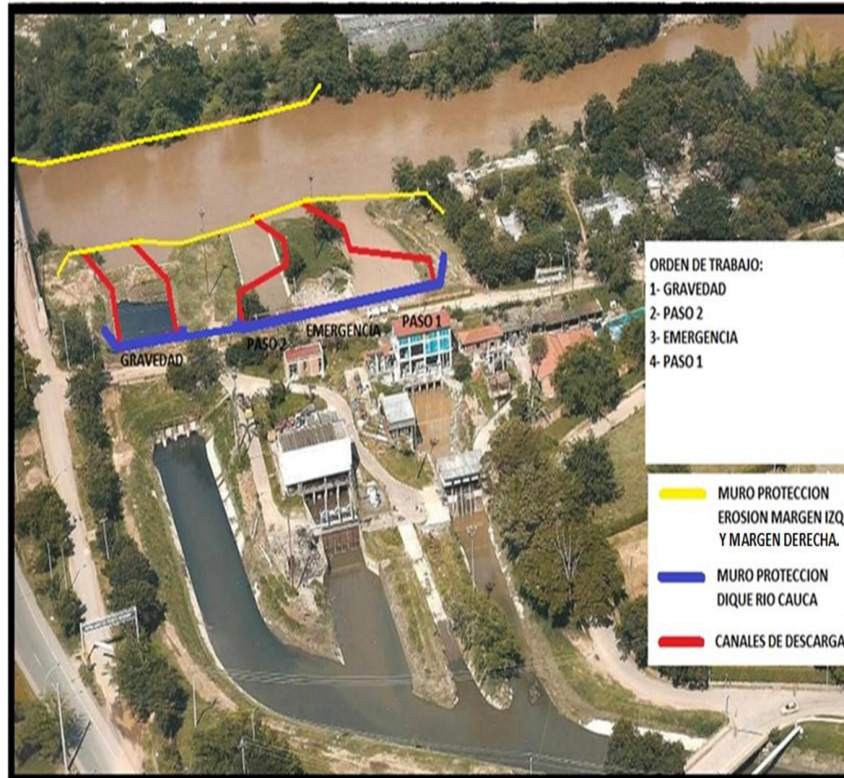 GRAVEDAD
PASO 2
EMERGENCIA
PASO 1
ORDEN DE TRABAJO:
1- GRAVEDAD
2- PASO 2
3- EMERGENCIA
4- PASO 1
MURO PROTECCION
EROSION MARGEN IZQ
Y MARGEN DERECHA.
MURO PROTECCION
DIQUE RIO CAUCA
CANALES DE DESCARGA